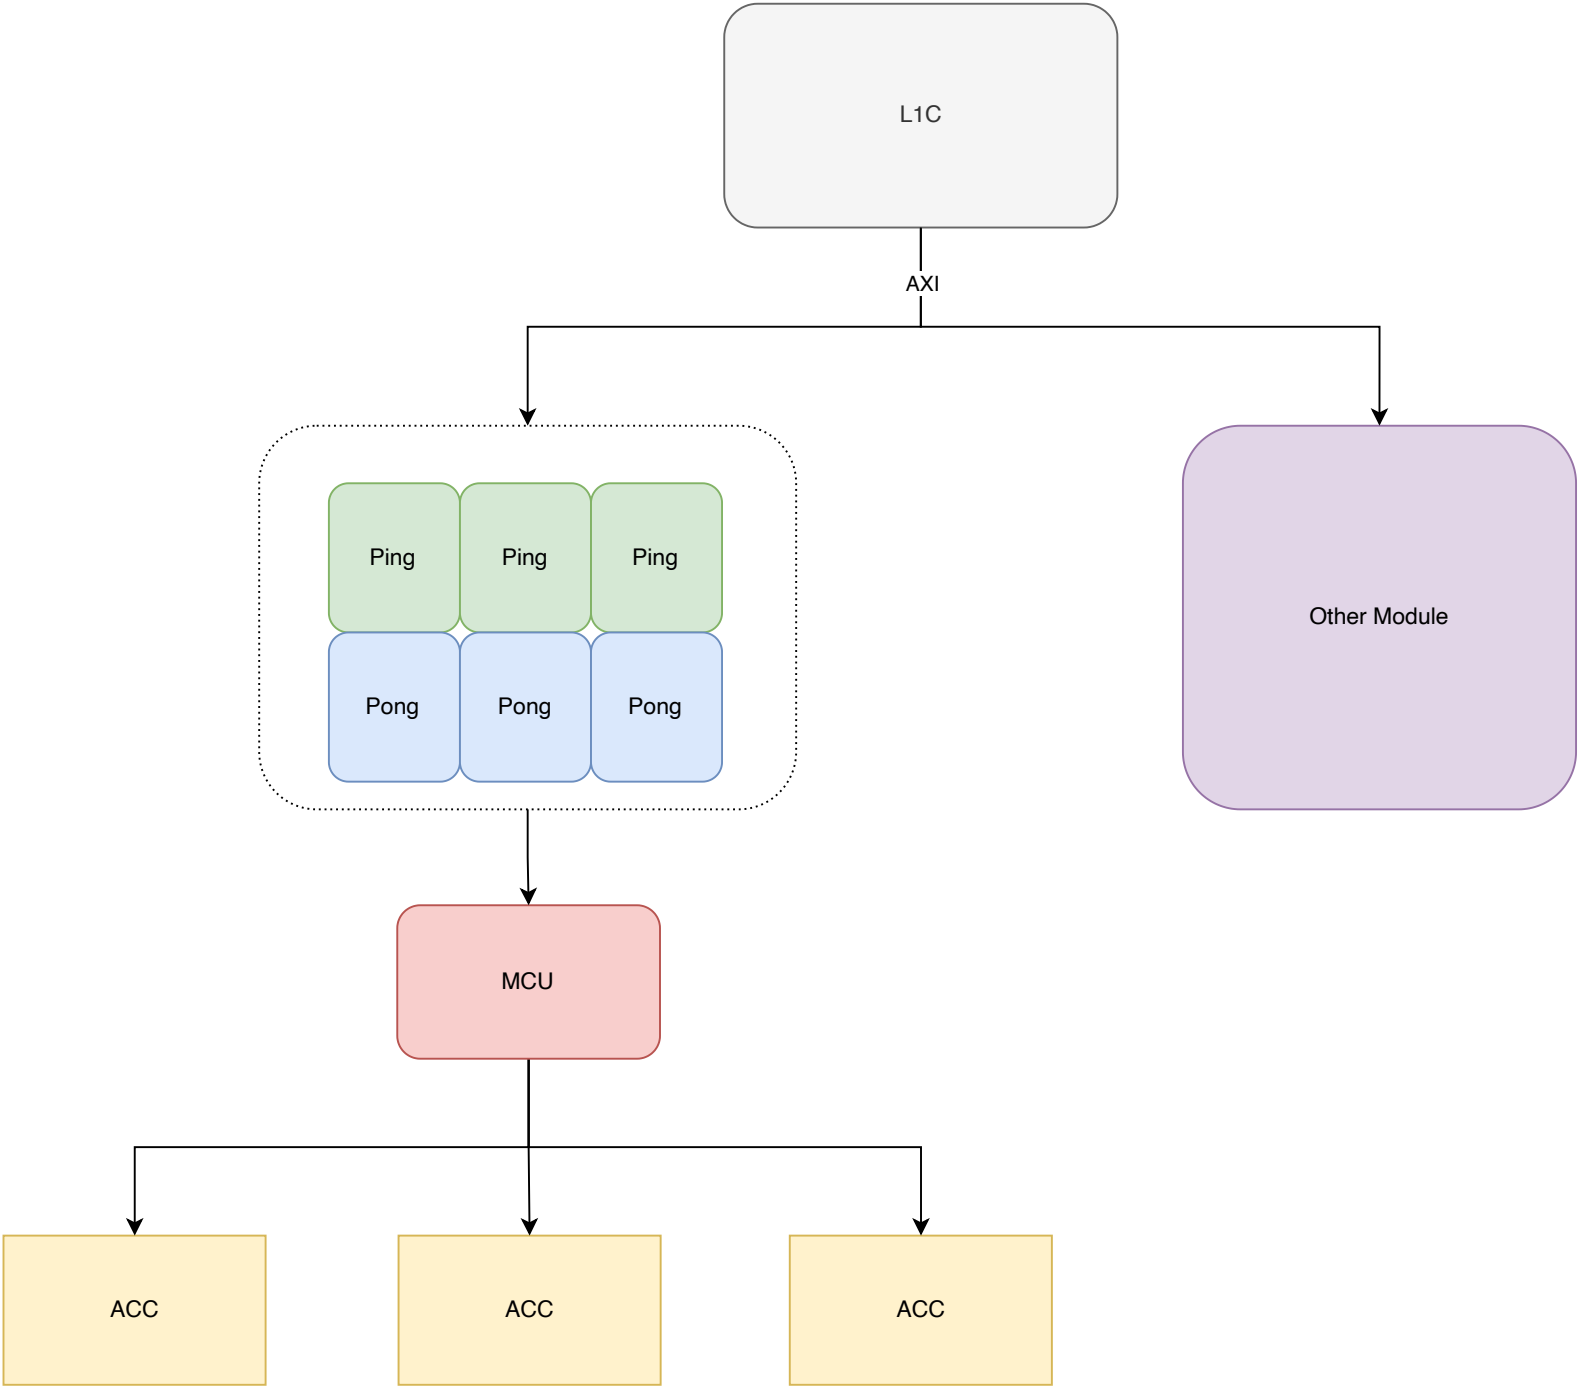 L1C
AXI
Ping
Ping
Ping
Pong
Pong
Pong
Other Module
MCU
ACC
ACC
ACC